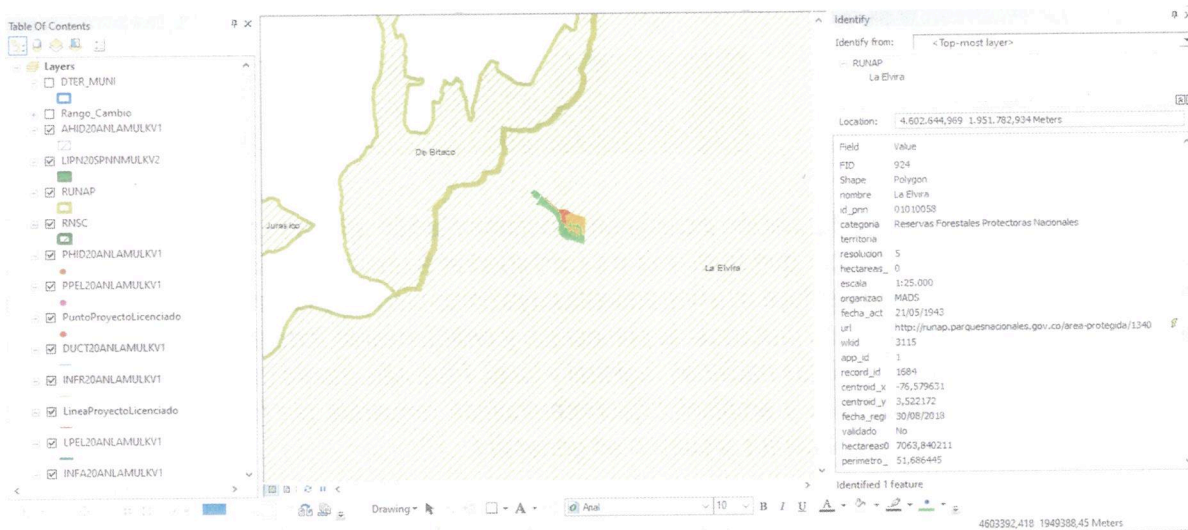 Table Of Contents
Layers
DTER_MUNI
Rango_Cambio
AHID20ANLAMULKV1
LIPN20SPNNMULKV2
RUNAP
RNSC
PHID20ANLAMULKV1
PPEL20ANLAMULKV1
PuntoProyectoLicenciado
DUCT20ANLAMULKV1
INFR20ANLAMULKV1
LineaProyectoLicenciado
LPEL20ANLAMULKV1
INFA20ANLAMULKV1
De Bitaco
La Elvira
Drawing
A
Arial
10
B I U A
Identify
Identify from: <Top-most layer>
RUNAP
La Elvira
Location: 4.602.644,969 1.951.782,934 Meters
Field Value
FID 924
Shape Polygon
nombre La Elvira
id_pnn 01010058
categoria Reservas Forestales Protectoras Nacionales
territoria
resolucion 5
hectareas_ 0
escala 1:25.000
organizao MADS
fecha_act 21/05/1943
url http://runap.parquesnacionales.gov.co/area-protegida/1340
wkid 3115
app_id 1
record_id 1684
centroid_x -76,579631
centroid_y 3,522172
fecha_regi 30/08/2018
validado No
hectareas0 7063,840211
perimetro_ 51,686445
Identified 1 feature
4603392,418 1949388,45 Meters